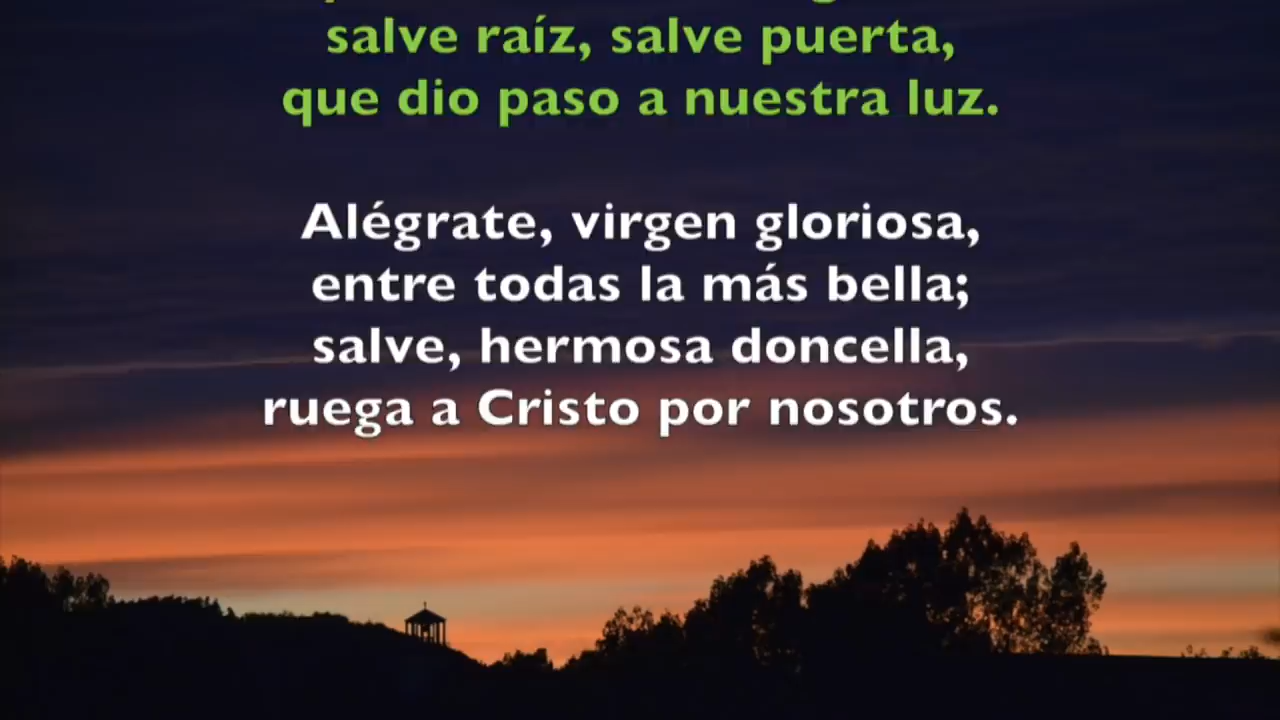 salve raíz, salve puerta,
que dio paso a nuestra luz.
Alégrate, virgen gloriosa,
entre todas la más bella;
salve, hermosa doncella,
ruega a Cristo por nosotros.